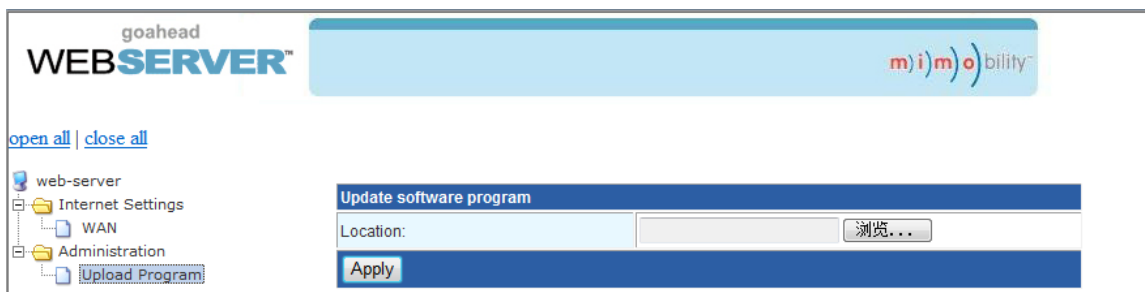 goahead
WEBSERVER™
m)i)m)o)bility™
open all | close all
web-server
Internet Settings
WAN
Administration
Upload Program
Update software program
Location:
浏览...
Apply